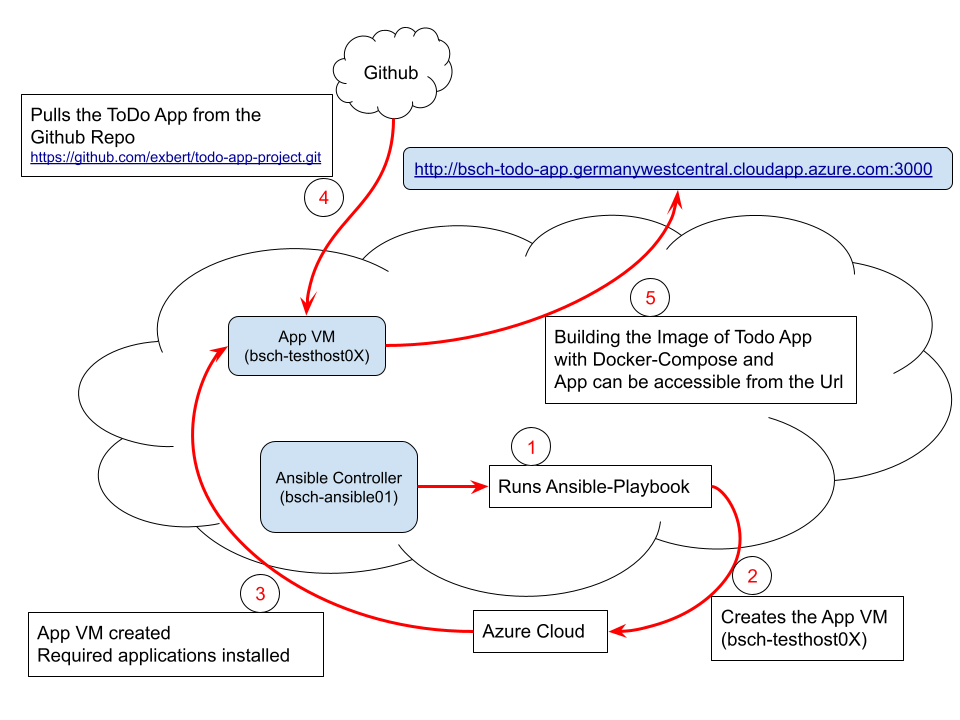 Github
Pulls the ToDo App from the
Github Repo
https://github.com/exbert/todo-app-project.git
http://bsch-todo-app.germanywestcentral.cloudapp.azure.com:3000
4
5
App VM
(bsch-testhost0X)
Building the Image of Todo App
with Docker-Compose and
App can be accessible from the Url
1
Ansible Controller
(bsch-ansible01)
Runs Ansible-Playbook
2
3
Creates the App VM
(bsch-testhost0X)
Azure Cloud
App VM created
Required applications installed